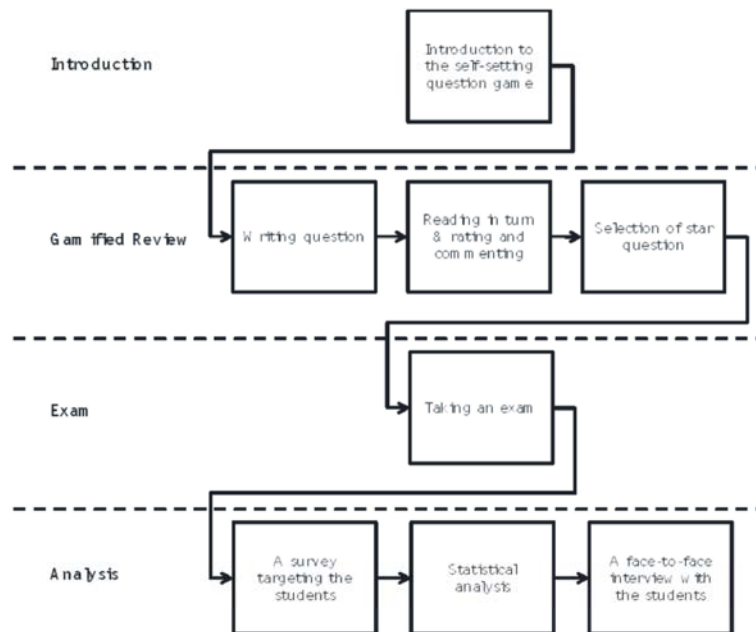 Introduction
Introduction to
the self-setting
question game
Gamified Review
Writing question
Reading in turn
& rating and
commenting
Selection of star
question
Exam
Taking an exam
Analysis
A survey
targeting the
students
Statistical
analysis
A face-to-face
interview with
the students